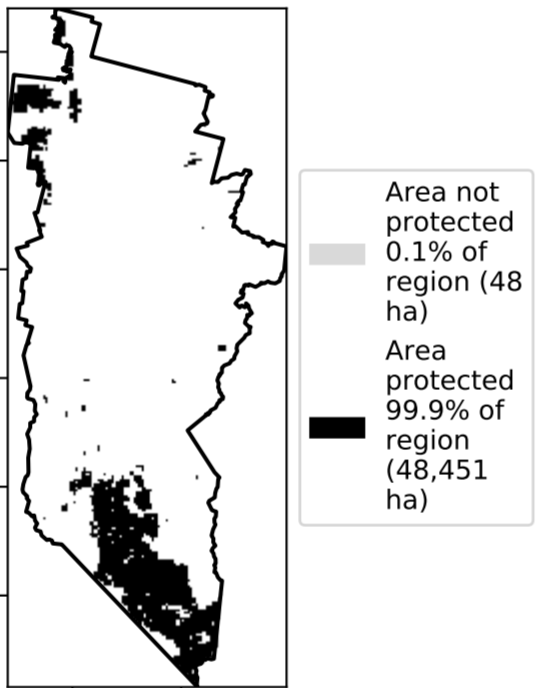 Area not
protected
0.1% of
region (48
ha)
Area
protected
99.9% of
region
(48,451
ha)